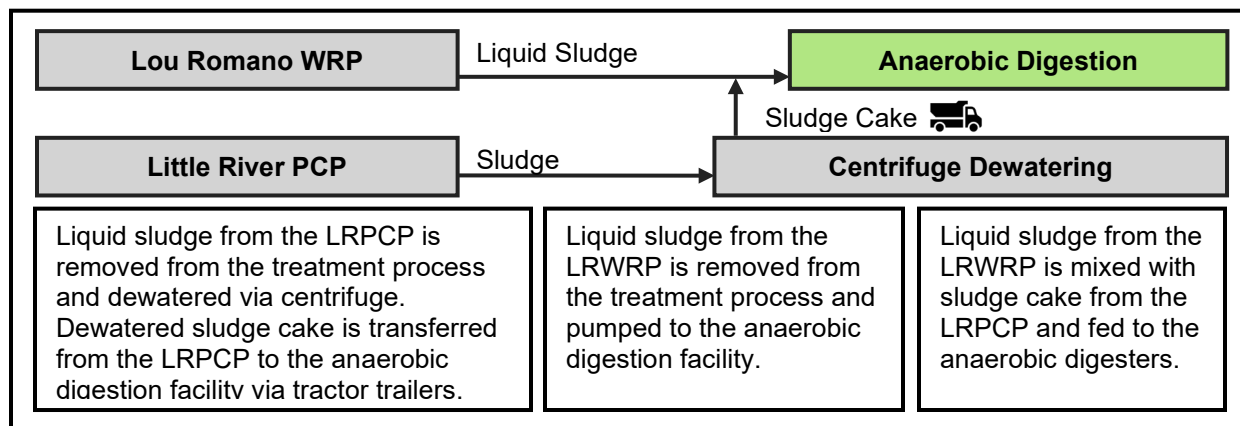 Lou Romano WRP
Liquid Sludge
Anaerobic Digestion
Sludge Cake
Little River PCP
Sludge
Centrifuge Dewatering
Liquid sludge from the LRPCP is
removed from the treatment process
and dewatered via centrifuge.
Dewatered sludge cake is transferred
from the LRPCP to the anaerobic
digestion facility via tractor trailers.
Liquid sludge from the
LRWRP is removed from
the treatment process and
pumped to the anaerobic
digestion facility.
Liquid sludge from the
LRWRP is mixed with
sludge cake from the
LRPCP and fed to the
anaerobic digesters.